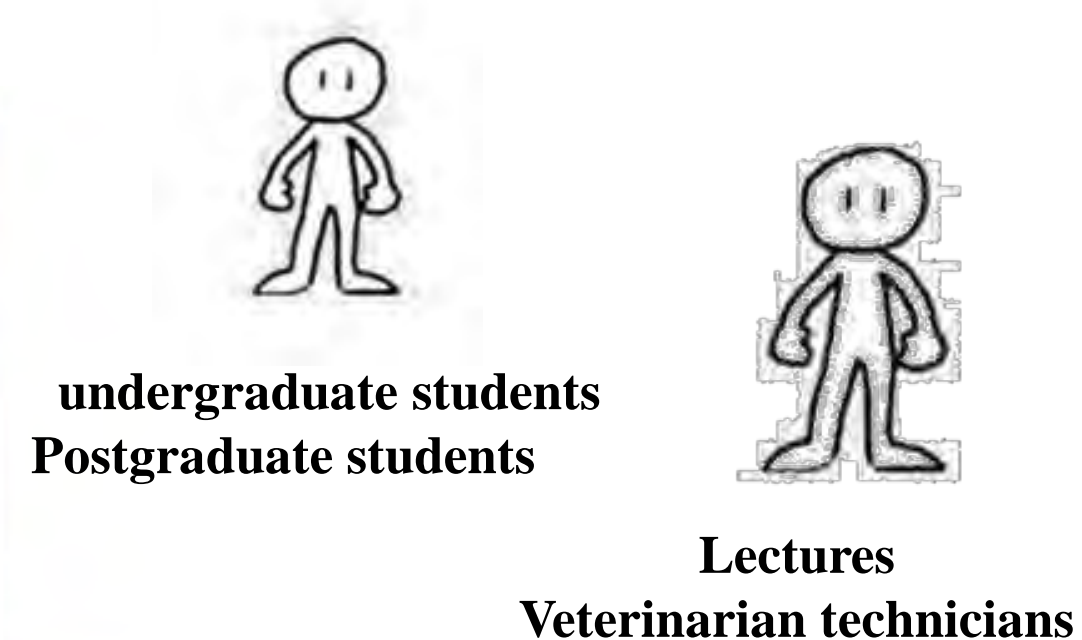 undergraduate students
Postgraduate students
Lectures
Veterinarian technicians